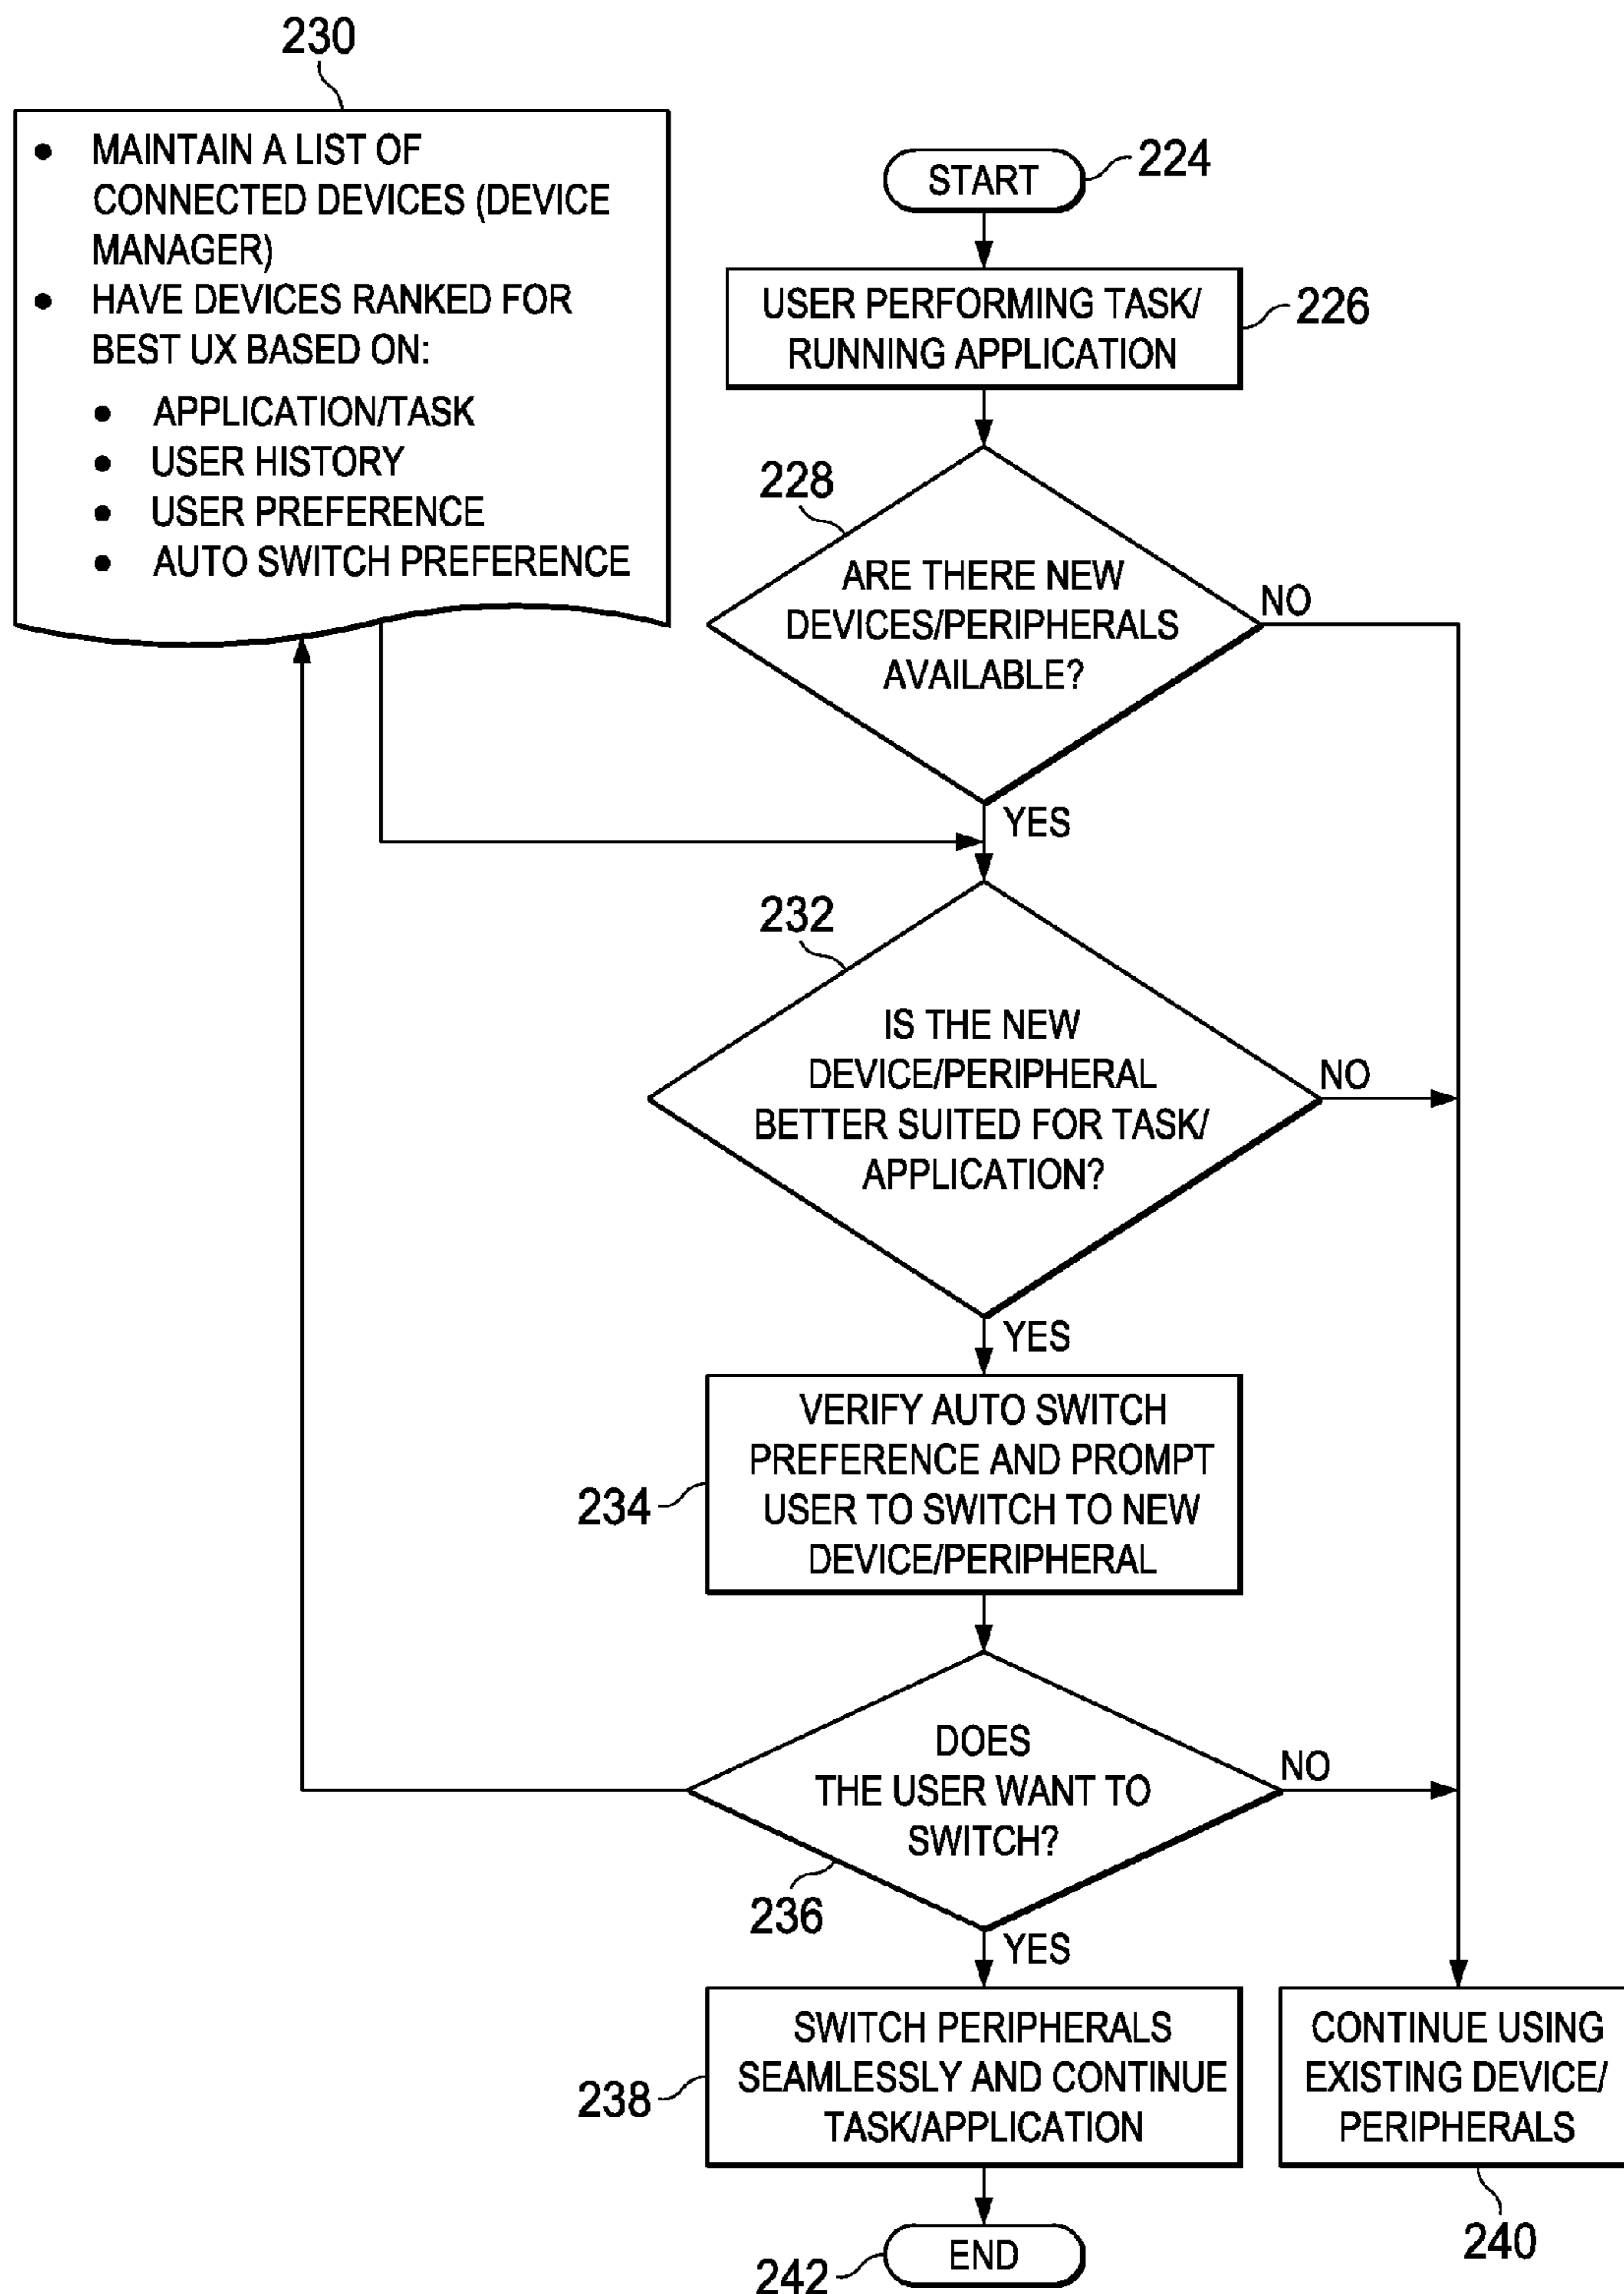 230
• MAINTAIN A LIST OF
CONNECTED DEVICES (DEVICE
MANAGER)
• HAVE DEVICES RANKED FOR
BEST UX BASED ON:
• APPLICATION/TASK
• USER HISTORY
• USER PREFERENCE
• AUTO SWITCH PREFERENCE
START
224
USER PERFORMING TASK/
RUNNING APPLICATION
226
228
ARE THERE NEW
DEVICES/PERIPHERALS
AVAILABLE?
NO
YES
232
IS THE NEW
DEVICE/PERIPHERAL
BETTER SUITED FOR TASK/
APPLICATION?
NO
YES
VERIFY AUTO SWITCH
PREFERENCE AND PROMPT
USER TO SWITCH TO NEW
DEVICE/PERIPHERAL
234
DOES
THE USER WANT TO
SWITCH?
NO
236
YES
SWITCH PERIPHERALS
SEAMLESSLY AND CONTINUE
TASK/APPLICATION
238
CONTINUE USING
EXISTING DEVICE/
PERIPHERALS
240
END
242